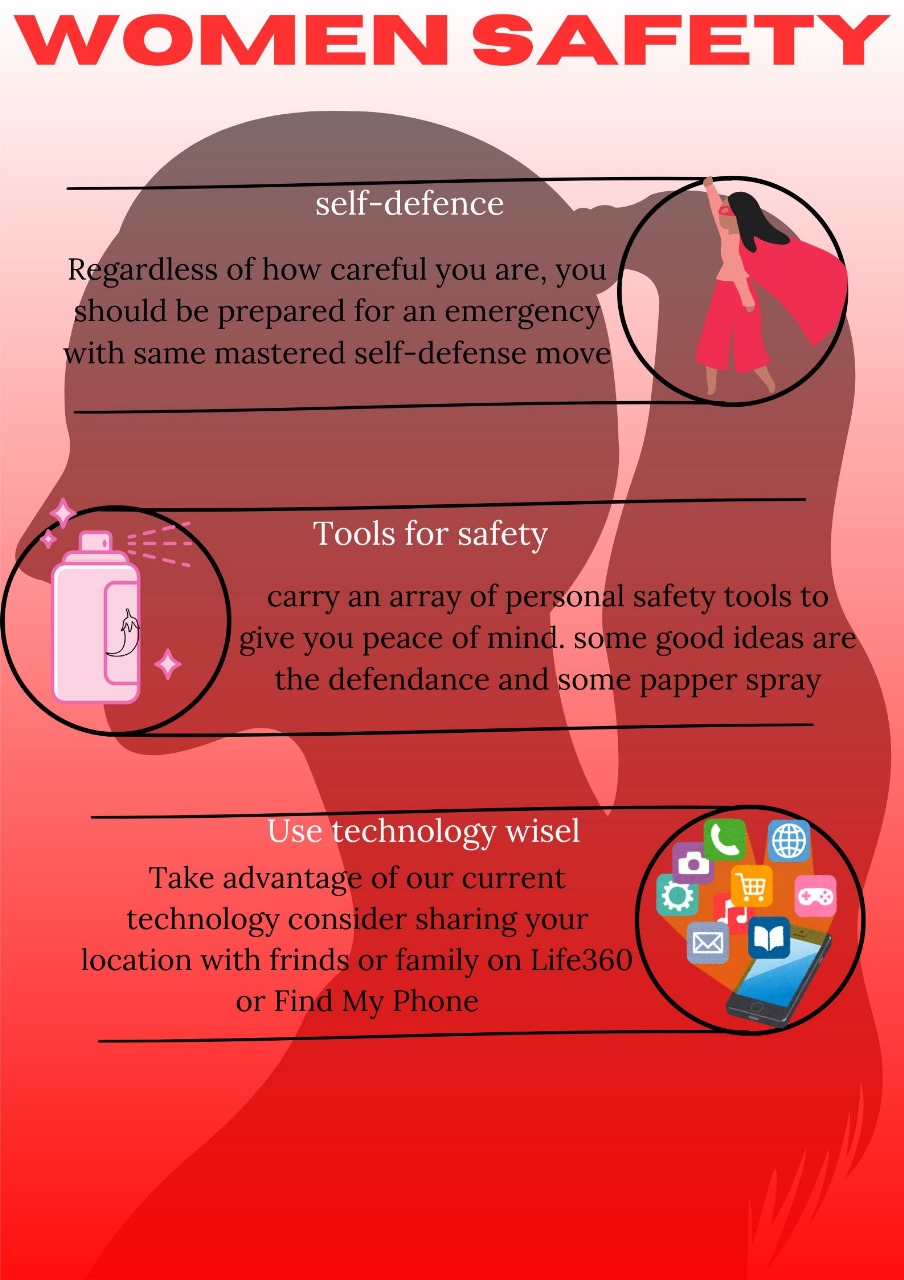 WOMEN SAFETY
self-defence
Regardless of how careful you are, you
should be prepared for an emergency
with same mastered self-defense move
Tools for safety
carry an array of personal safety tools to
give you peace of mind. some good ideas are
the defendance and some papper spray
Use technology wisel
Take advantage of our current
technology consider sharing your
location with frinds or family on Life360
or Find My Phone